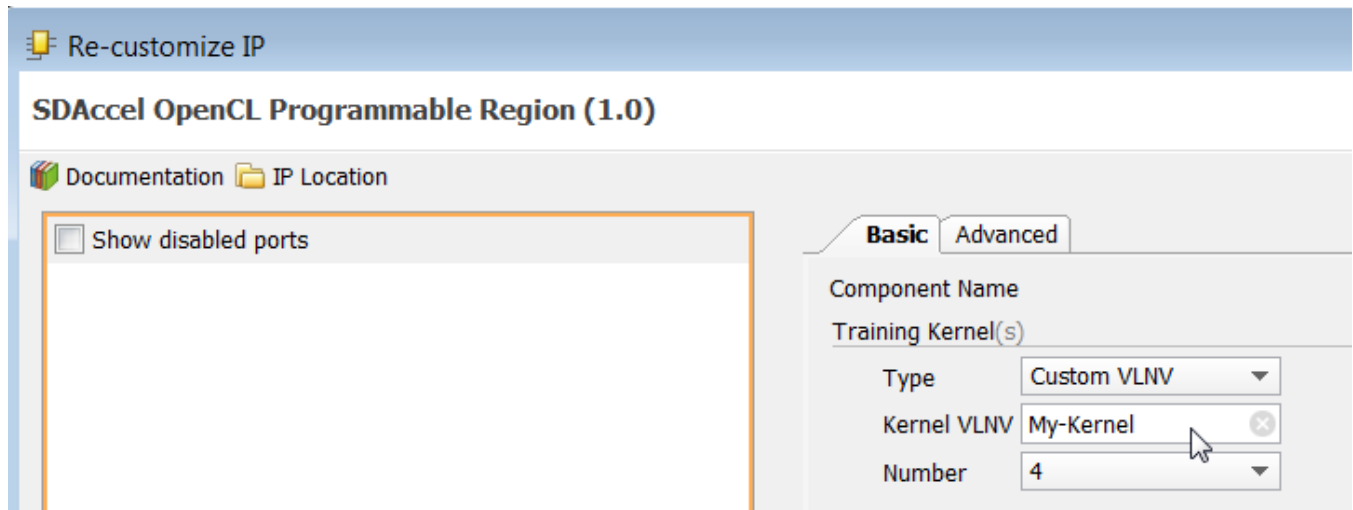 Re-customize IP
SDAccel OpenCL Programmable Region (1.0)
Documentation IP Location
Show disabled ports
Basic Advanced
Component Name
Training Kernel(s)
Type Custom VLNV
Kernel VLNV My-Kernel
Number 4